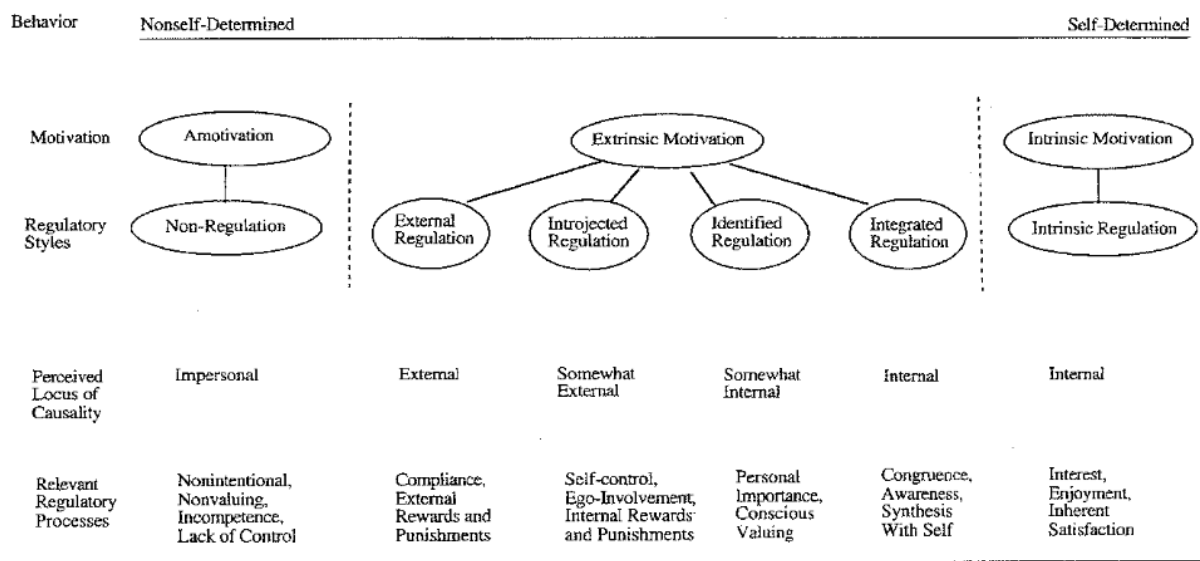 Behavior
Nonself-Determined
Self-Determined
Motivation
Amotivation
Extrinsic Motivation
Intrinsic Motivation
Regulatory
Styles
Non-Regulation
External
Regulation
Introjected
Regulation
Identified
Regulation
Integrated
Regulation
Intrinsic Regulation
Perceived
Locus of
Causality
Impersonal
External
Somewhat
External
Somewhat
Internal
Internal
Internal
Relevant
Regulatory
Processes
Nonintentional,
Nonvaluing,
Incompetence,
Lack of Control
Compliance,
External
Rewards and
Punishments
Self-control,
Ego-Involvement,
Internal Rewards
and Punishments
Personal
Importance,
Conscious
Valuing
Congruence,
Awareness,
Synthesis
With Self
Interest,
Enjoyment,
Inherent
Satisfaction